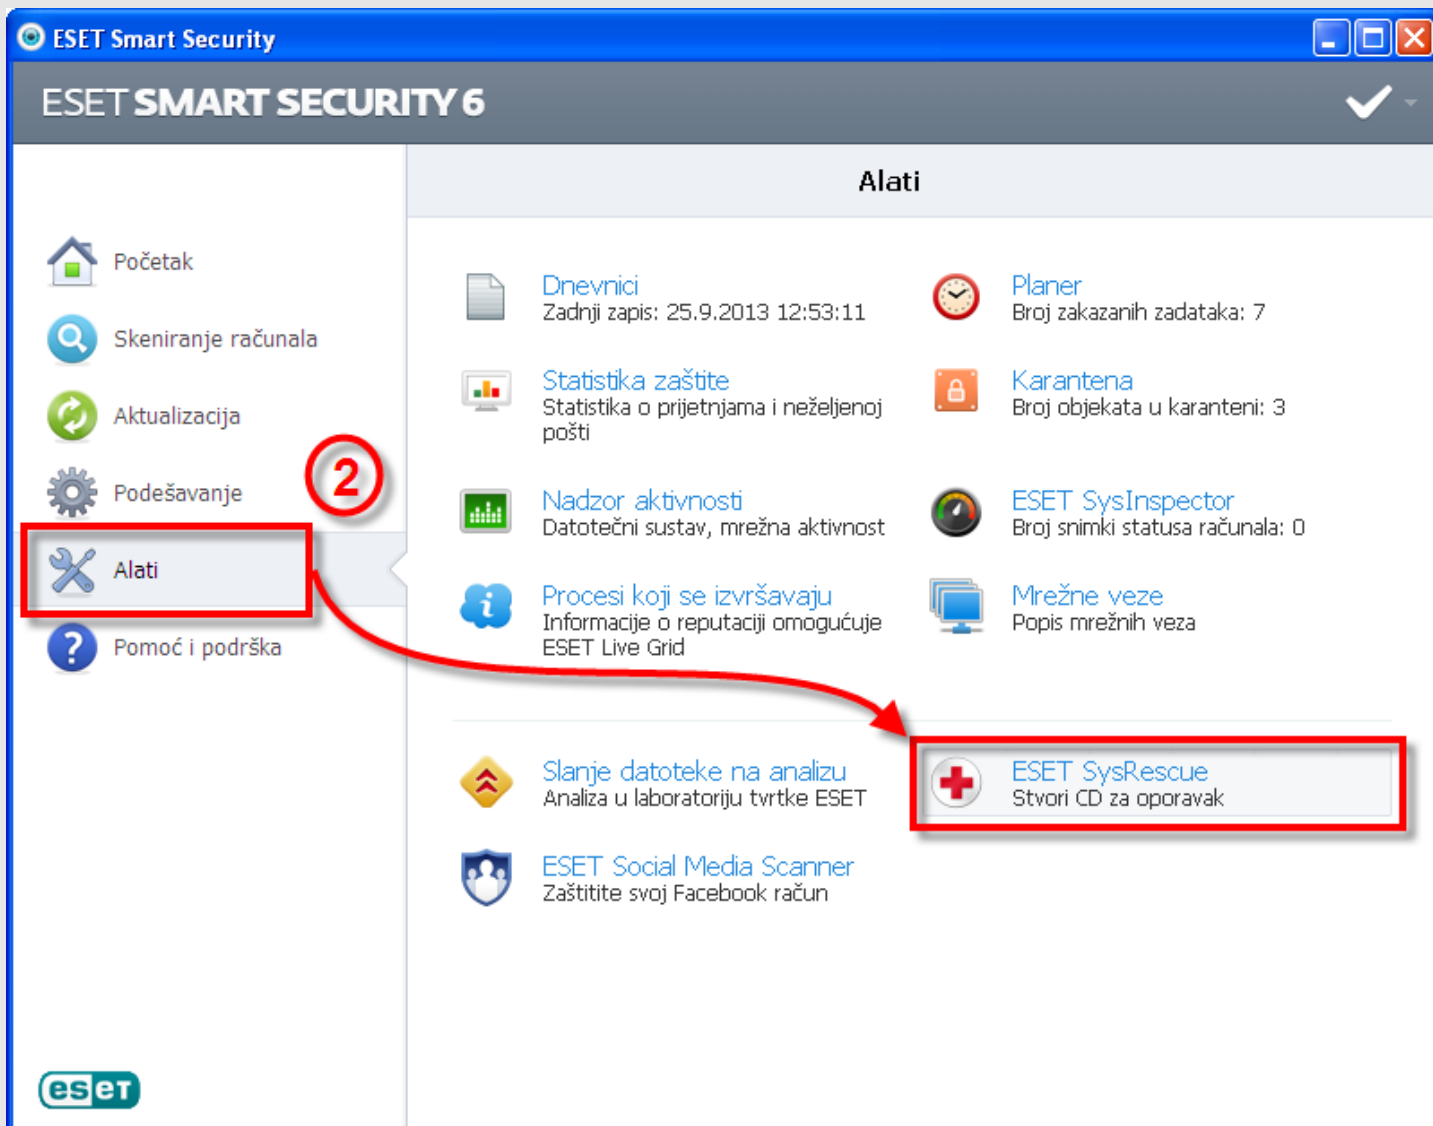 ESET Smart Security
ESET SMART SECURITY 6
Alati
Početak
Skeniranje računala
Aktualizacija
Podešavanje
2
Alati
Pomoć i podrška
Dnevnici
Zadnji zapis: 25.9.2013 12:53:11
Planer
Broj zakazanih zadataka: 7
Statistika zaštite
Statistika o prijetnjama i neželjenoj
pošti
Karantena
Broj objekata u karanteni: 3
Nadzor aktivnosti
Datotečni sustav, mrežna aktivnost
ESET SysInspector
Broj snimki statusa računala: 0
Procesi koji se izvršavaju
Informacije o reputaciji omogućuje
ESET Live Grid
Mrežne veze
Popis mrežnih veza
Slanje datoteke na analizu
Analiza u laboratoriju tvrtke ESET
ESET SysRescue
Stvori CD za oporavak
ESET Social Media Scanner
Zaštitite svoj Facebook račun
eset